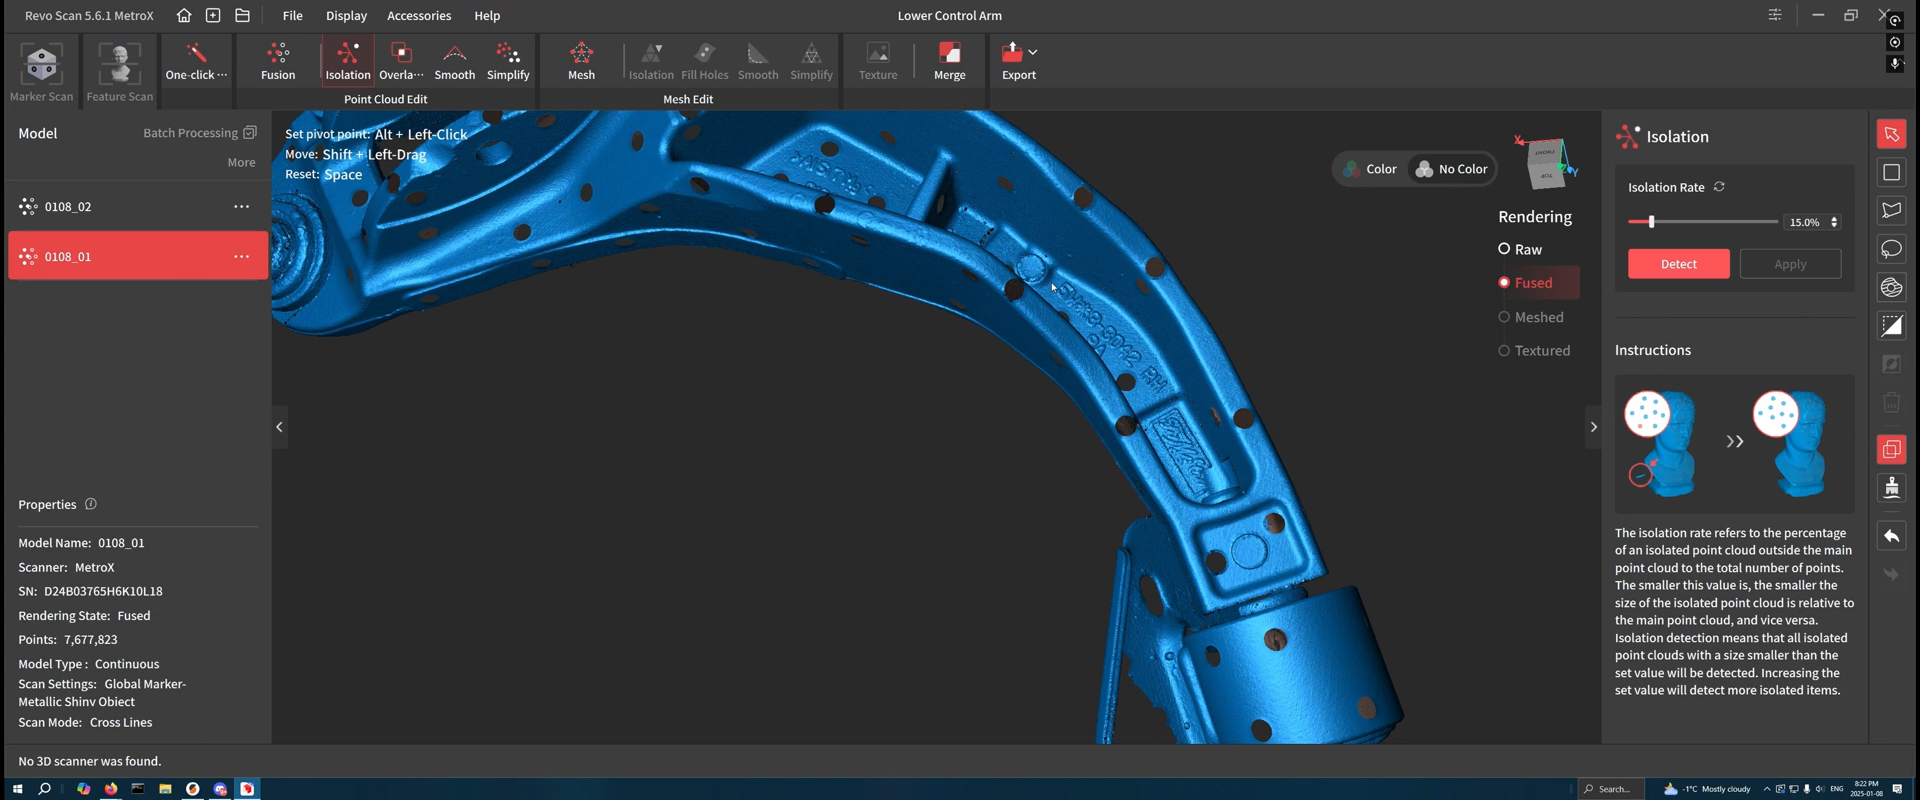 Revo Scan 5.6.1 MetroX
File
Display
Accessories
Help
Lower Control Arm
Marker Scan
Feature Scan
One-click ···
Fusion
Isolation
Overla···
Smooth
Simplify
Point Cloud Edit
Mesh
Isolation
Fill Holes
Smooth
Simplify
Mesh Edit
Texture
Merge
Export
Model
Batch Processing
More
0108_02
0108_01
Properties
Model Name: 0108_01
Scanner: MetroX
SN: D24B03765H6K10L18
Rendering State: Fused
Points: 7,677,823
Model Type : Continuous
Scan Settings: Global Marker-
Metallic Shiny Object
Scan Mode: Cross Lines
Set pivot point: Alt + Left-Click
Move: Shift + Left-Drag
Reset: Space
Color
No Color
FRONT
TOP
X
Y
Z
Rendering
Raw
Fused
Meshed
Textured
Isolation
Isolation Rate
15.0%
Detect
Apply
Instructions
The isolation rate refers to the percentage
of an isolated point cloud outside the main
point cloud to the total number of points.
The smaller this value is, the smaller the
size of the isolated point cloud is relative to
the main point cloud, and vice versa.
Isolation detection means that all isolated
point clouds with a size smaller than the
set value will be detected. Increasing the
set value will detect more isolated items.
No 3D scanner was found.
Search...
-1°C Mostly cloudy
ENG
8:22 PM
2025-01-08